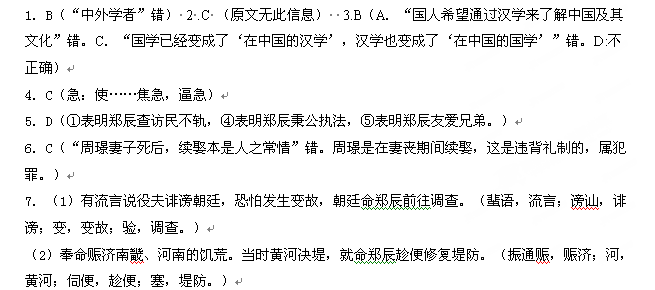 1. B(“中外学者”错) 2.C (原文无此信息) 3.B(A. “国人希望通过汉学来了解中国及其
文化”错。C. “国学已经变成了‘在中国的汉学’，汉学也变成了‘在中国的国学’”错。D 不
正确)
4. C(急：使……焦急，逼急)
5. D(①表明郑辰查访民不轨，④表明郑辰秉公执法，⑤表明郑辰友爱兄弟。)
6. C(“周璟妻子死后，续娶本是人之常情”错。周璟是在妻丧期间续娶，这是违背礼制的，属犯
罪。)
7. (1)有流言说役夫诽谤朝廷，恐怕发生变故，朝廷命郑辰前往调查。(蜚语，流言；谤讪，诽
谤；变，变故；验，调查。)
(2)奉命赈济南畿、河南的饥荒。当时黄河决堤，就命郑辰趁便修复堤防。(振通赈，赈济；河，
黄河；伺便，趁便；塞，堤防。)